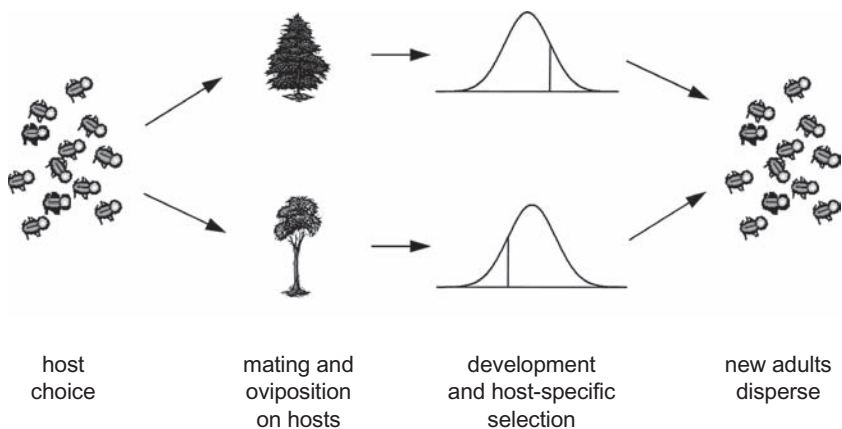 host
choice
mating and
oviposition
on hosts
development
and host-specific
selection
new adults
disperse